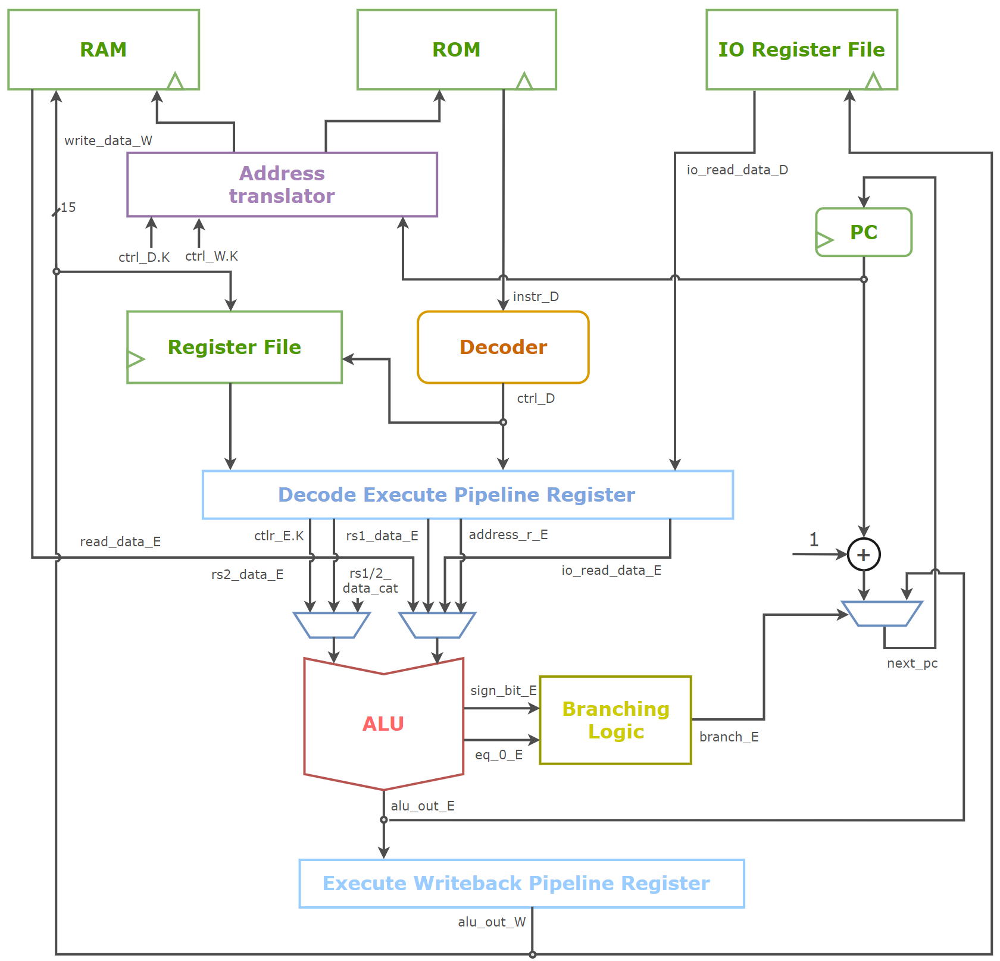 RAM
ROM
IO Register File
write_data_W
Address
translator
io_read_data_D
15
PC
ctrl_D.K
ctrl_W.K
instr_D
Register File
Decoder
ctrl_D
Decode Execute Pipeline Register
ctlr_E.K
rs1_data_E
address_r_E
read_data_E
1
+
rs2_data_E
rs1/2_
data_cat
io_read_data_E
next_pc
sign_bit_E
Branching
Logic
ALU
branch_E
eq_0_E
alu_out_E
Execute Writeback Pipeline Register
alu_out_W